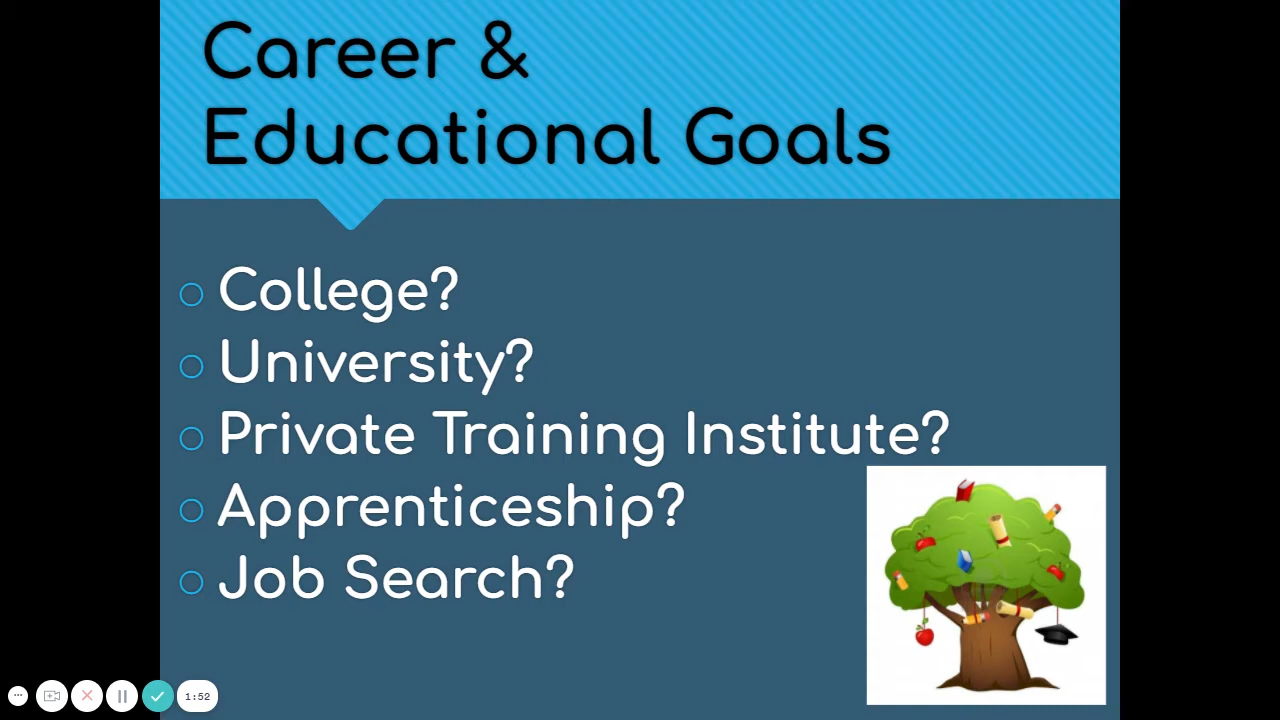 Career &
Educational Goals
College?
University?
Private Training Institute?
Apprenticeship?
Job Search?
1:52